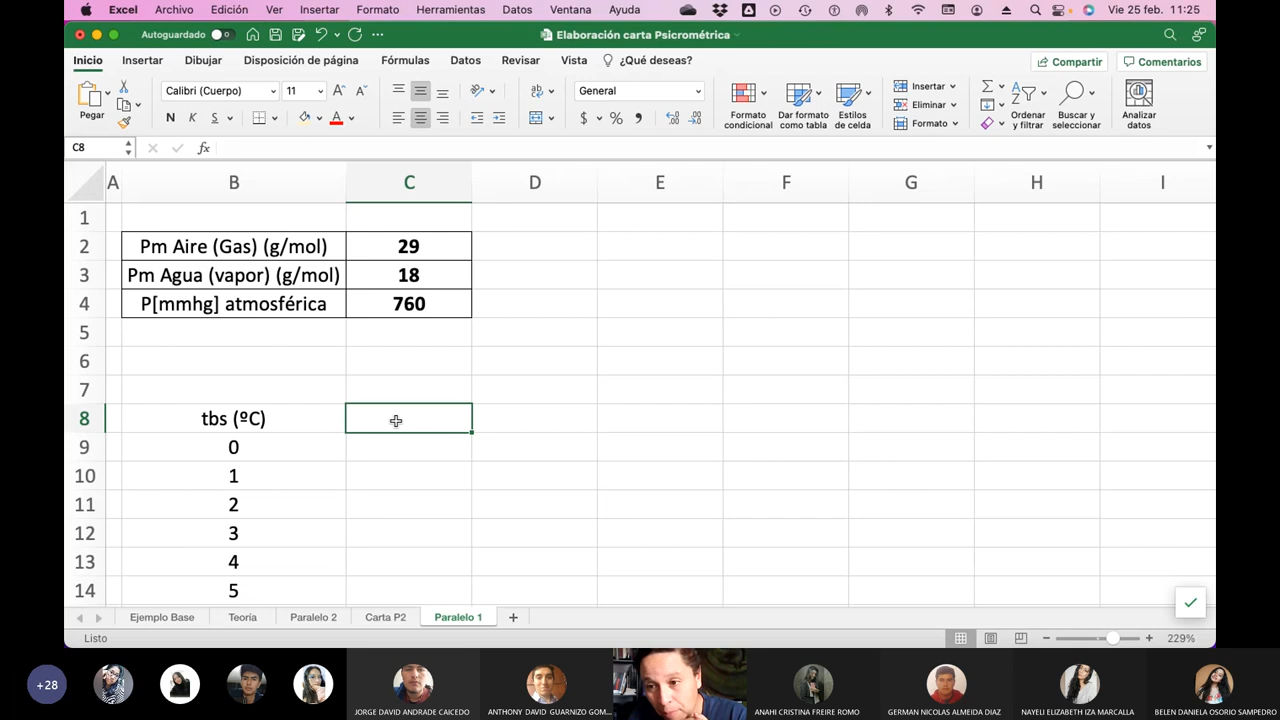 Excel Archivo Edición Ver Insertar Formato Herramientas Datos Ventana Ayuda Vie 25 feb. 11:25
Autoguardado Elaboración carta Psicrométrica
Inicio Insertar Dibujar Disposición de página Fórmulas Datos Revisar Vista ¿Qué deseas? Compartir Comentarios
Pegar Calibri (Cuerpo) 11 General Insertar Eliminar Formato
N K S A $ % 9
Formato condicional Dar formato como tabla Estilos de celda Ordenar y filtrar Buscar y seleccionar Analizar datos
C8 fx
A B C D E F G H I
1
2 Pm Aire (Gas) (g/mol) 29
3 Pm Agua (vapor) (g/mol) 18
4 P[mmhg] atmosférica 760
5
6
7
8 tbs (ºC)
9 0
10 1
11 2
12 3
13 4
14 5
Ejemplo Base Teoría Paralelo 2 Carta P2 Paralelo 1 +
Listo 229%
+28 JORGE DAVID ANDRADE CAICEDO ANTHONY DAVID GUARNIZO GOM... ANAHI CRISTINA FREIRE ROMO GERMAN NICOLAS ALMEIDA DIAZ NAYELI ELIZABETH IZA MARCALLA BELEN DANIELA OSORIO SAMPEDRO